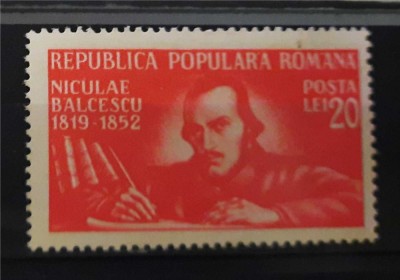 REPUBLICA POPULARA ROMANA
NICULAE
BALCESCU
1819-1852
POSTA
LEI 20